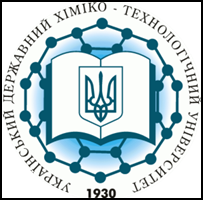 УКРАЇНСЬКИЙ ДЕРЖАВНИЙ ХІМІКО - ТЕХНОЛОГІЧНИЙ УНІВЕРСИТЕТ
1930